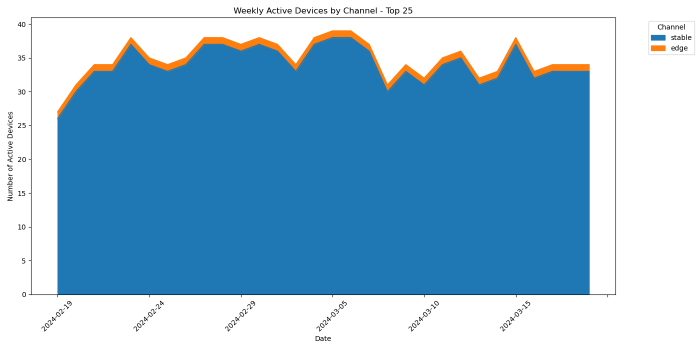 Weekly Active Devices by Channel - Top 25
Channel
stable
edge
Number of Active Devices
40
35
30
25
20
15
10
5
0
2024-02-19
2024-02-24
2024-02-29
2024-03-05
2024-03-10
2024-03-15
Date